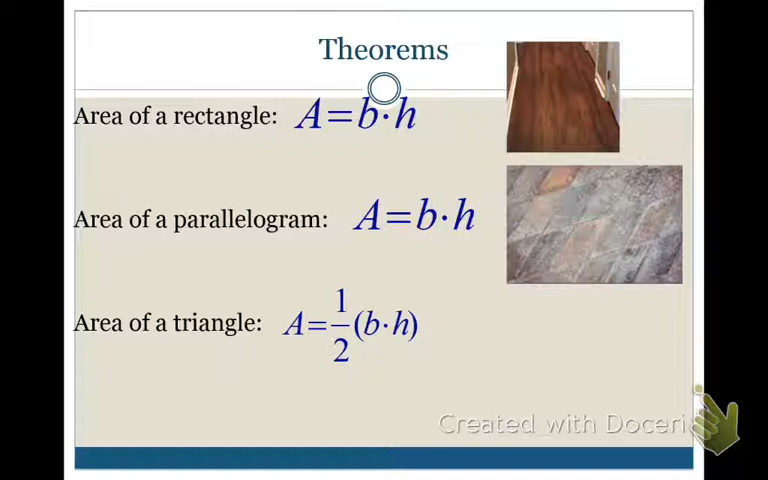 Theorems
Area of a rectangle: A = b · h
Area of a parallelogram: A = b · h
Area of a triangle: A = 1/2 (b · h)
Created with Doceri